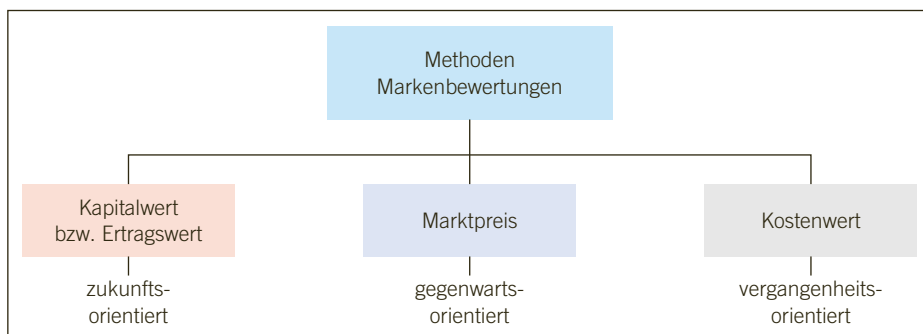 Methoden
Markenbewertungen
Kapitalwert
bzw. Ertragswert
Marktpreis
Kostenwert
zukunfts-
orientiert
gegenwarts-
orientiert
vergangenheits-
orientiert